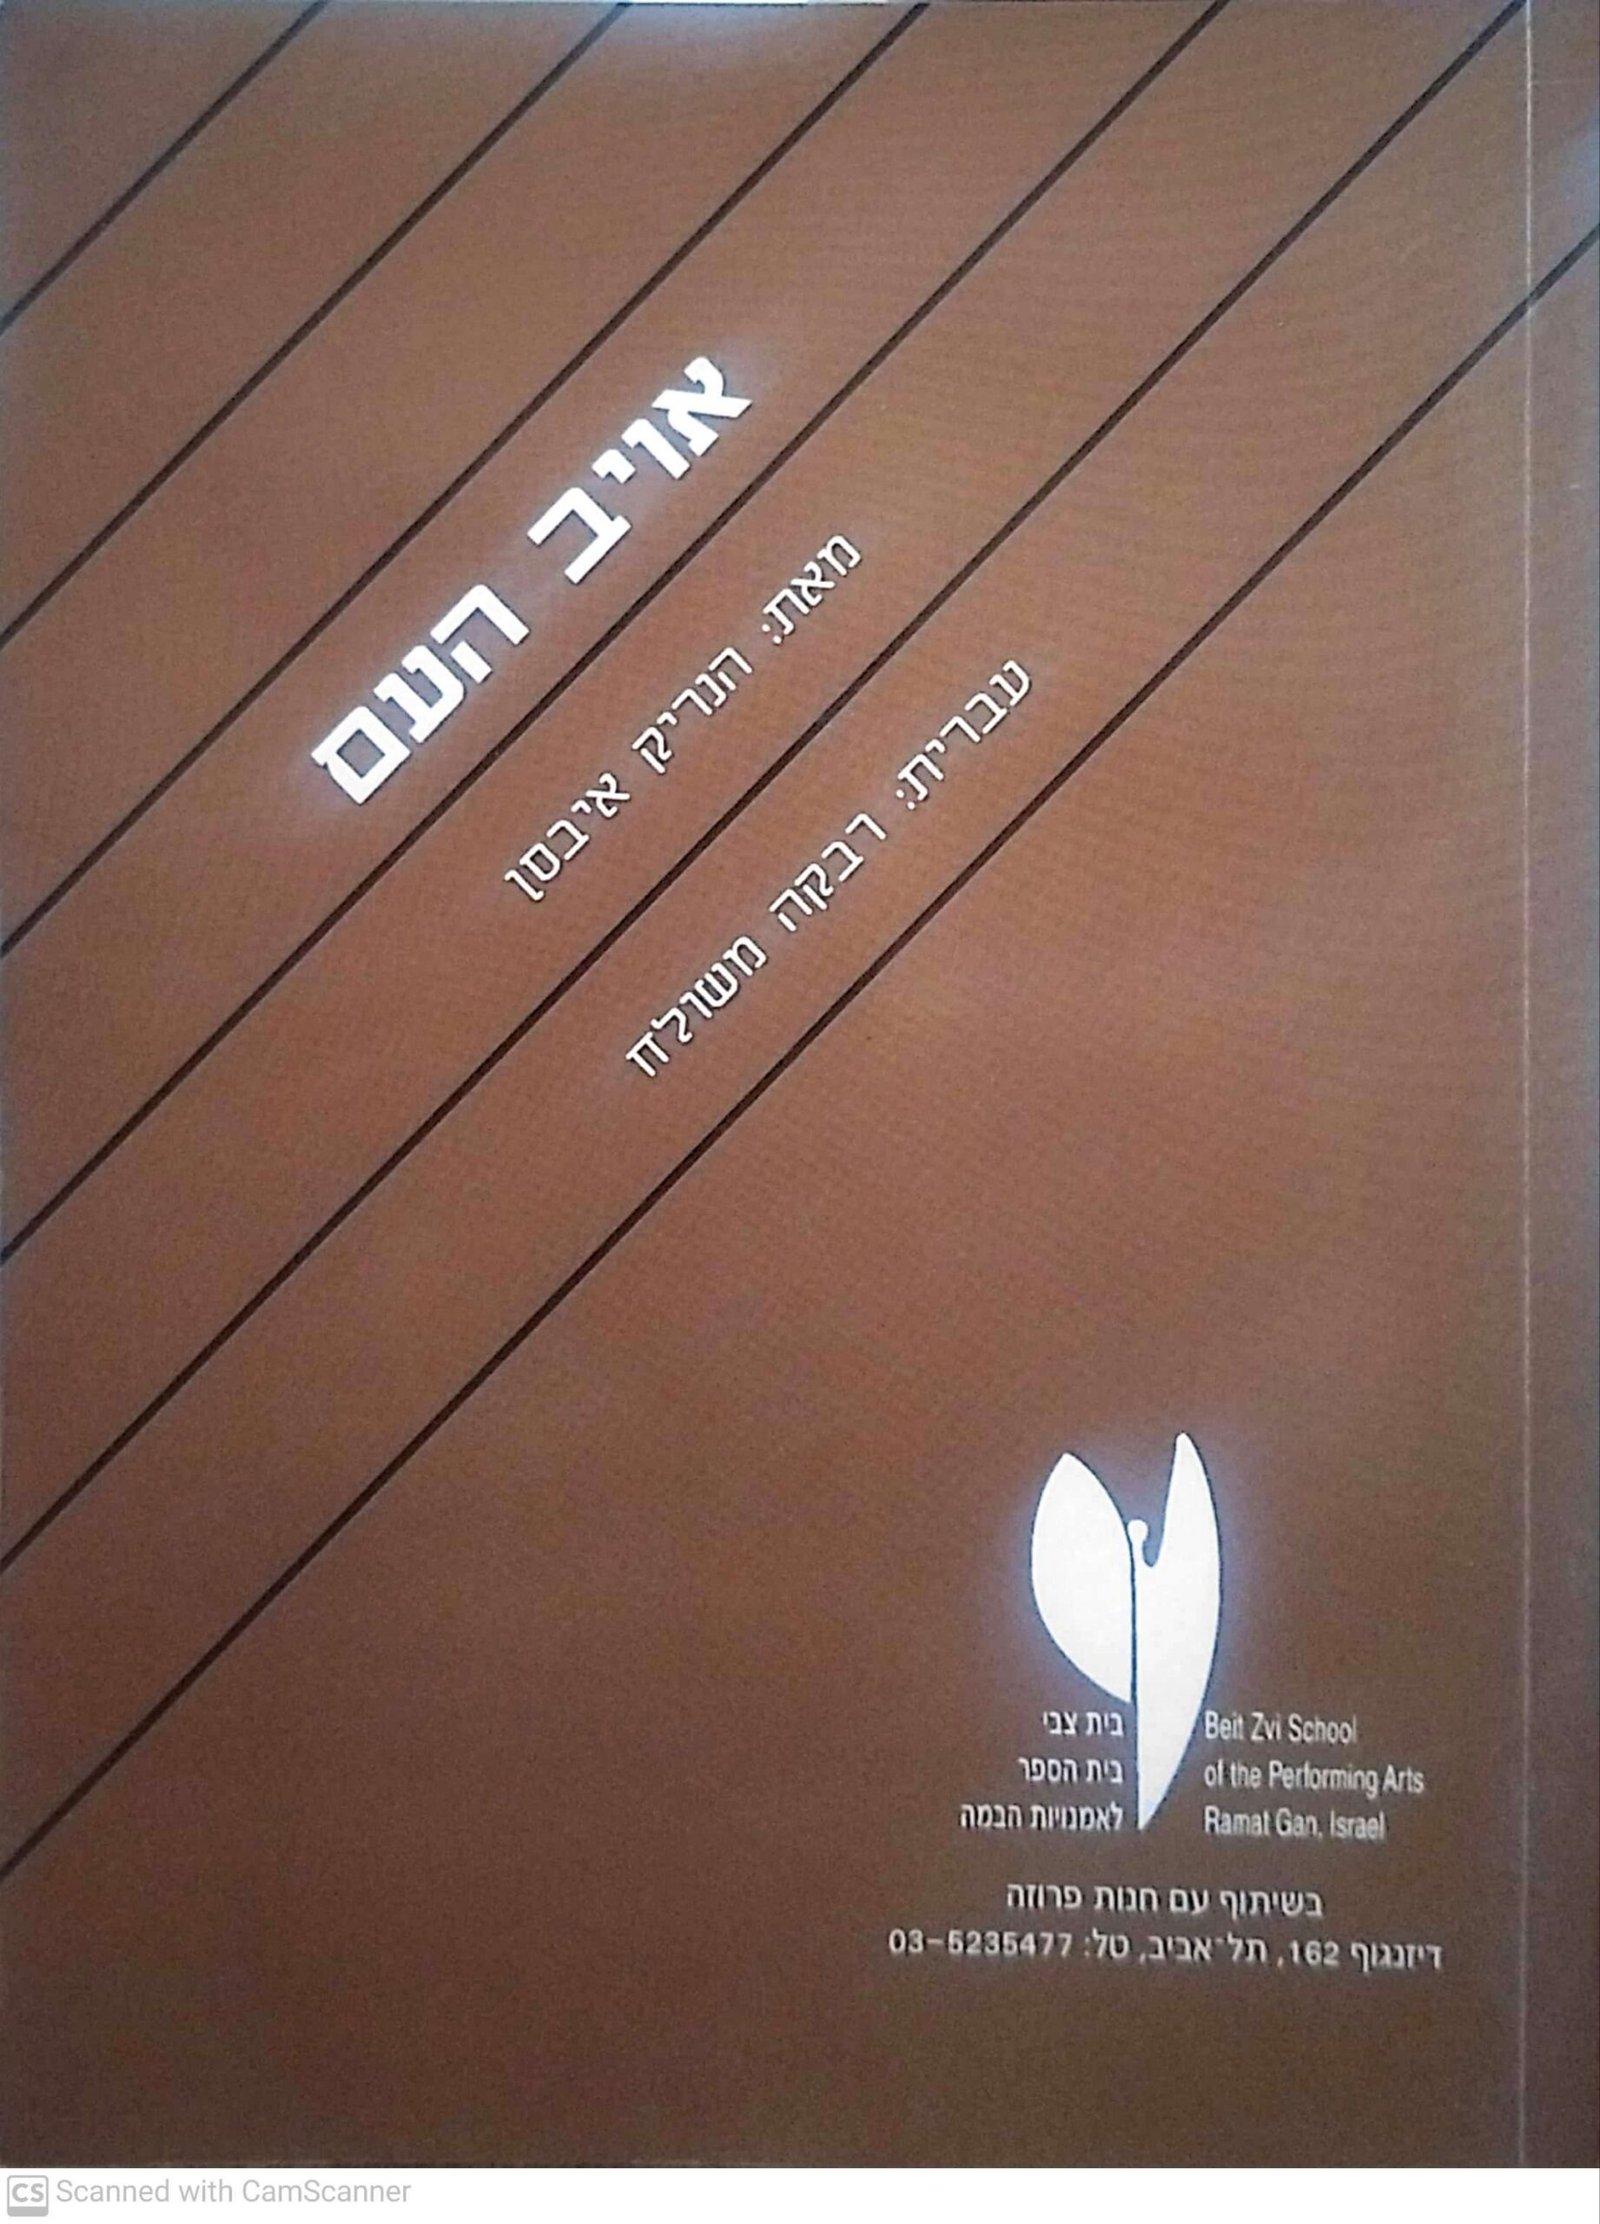 אויב העם
מאת: הנריק איבסן
עברית: רבקה משולח
בית צבי
בית הספר
לאמנויות הבמה
Beit Zvi School
of the Performing Arts
Ramat Gan, Israel
בשיתוף עם חנות פרוזה
דיזנגוף 162, תל־אביב, טל: 03-5235477
CS Scanned with CamScanner